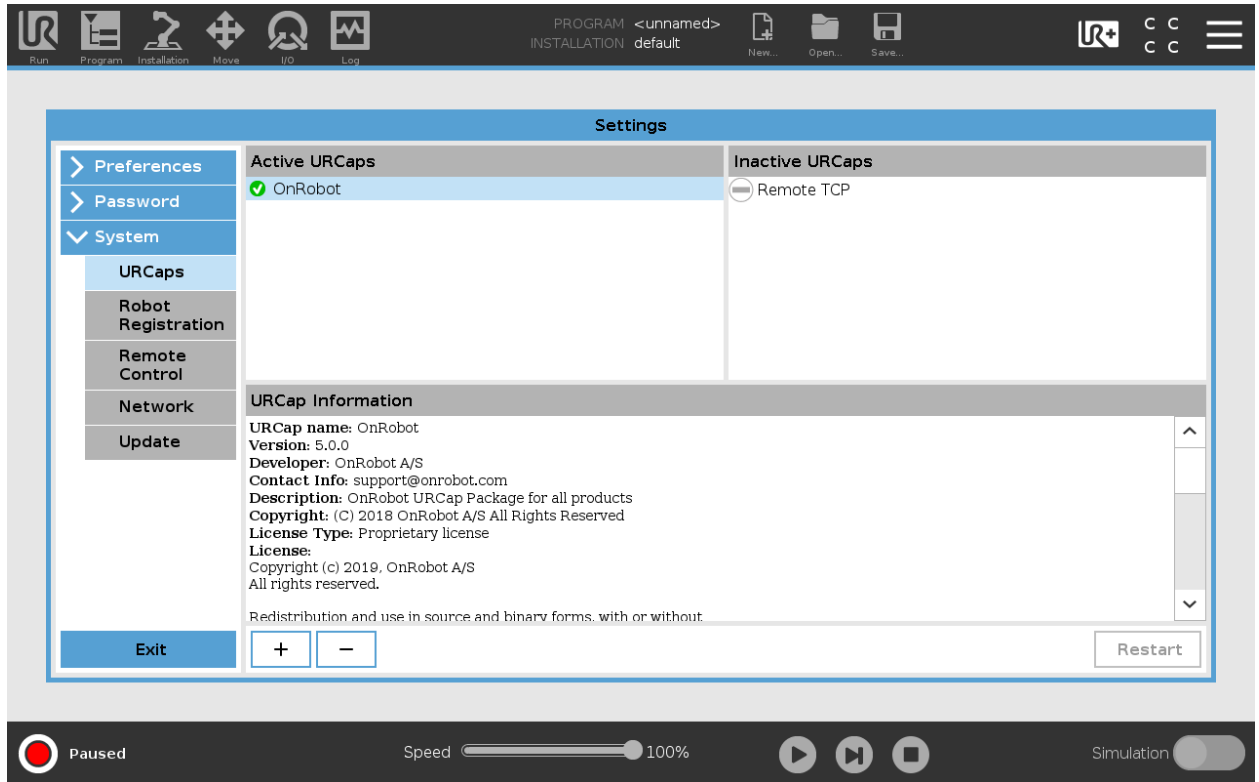 PROGRAM <unnamed>
INSTALLATION default
UR
UR+
C C
C C
Run
Program
Installation
Move
I/O
Log
New...
Open...
Save...
Settings
Preferences
Password
System
URCaps
Robot
Registration
Remote
Control
Network
Update
Exit
Active URCaps
OnRobot
Inactive URCaps
Remote TCP
URCap Information
URCap name: OnRobot
Version: 5.0.0
Developer: OnRobot A/S
Contact Info: support@onrobot.com
Description: OnRobot URCap Package for all products
Copyright: (C) 2018 OnRobot A/S All Rights Reserved
License Type: Proprietary license
License:
Copyright (c) 2019, OnRobot A/S
All rights reserved.
Redistribution and use in source and binary forms, with or without
+
−
Restart
Paused
Speed
100%
Simulation